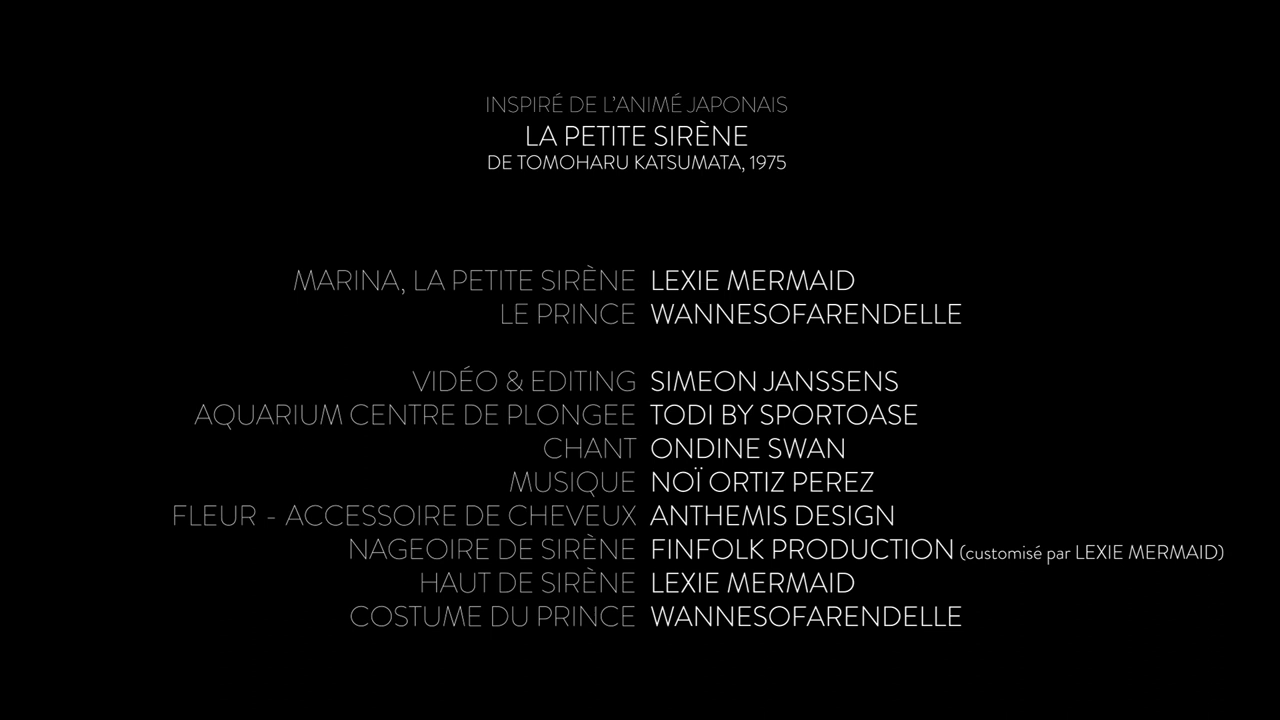 INSPIRÉ DE L'ANIMÉ JAPONAIS
LA PETITE SIRÈNE
DE TOMOHARU KATSUMATA, 1975
MARINA, LA PETITE SIRÈNE LEXIE MERMAID
LE PRINCE WANNESOFARENDELLE
VIDÉO & EDITING SIMEON JANSSENS
AQUARIUM CENTRE DE PLONGEE TODI BY SPORTOASE
CHANT ONDINE SWAN
MUSIQUE NOÏ ORTIZ PEREZ
FLEUR - ACCESSOIRE DE CHEVEUX ANTHEMIS DESIGN
NAGEOIRE DE SIRÈNE FINFOLK PRODUCTION (customisé par LEXIE MERMAID)
HAUT DE SIRÈNE LEXIE MERMAID
COSTUME DU PRINCE WANNESOFARENDELLE